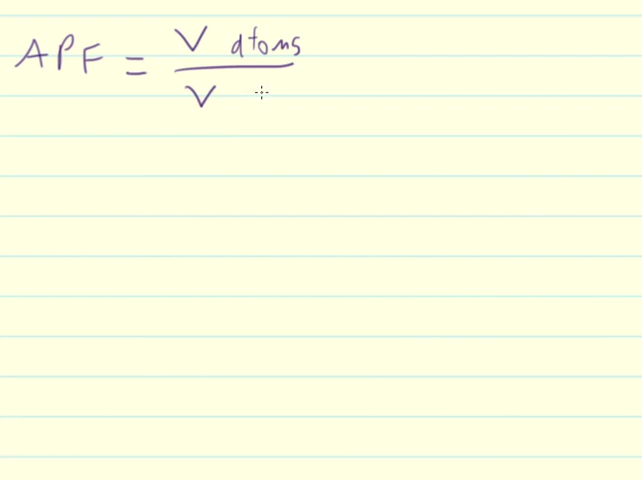 APF = V atoms
V